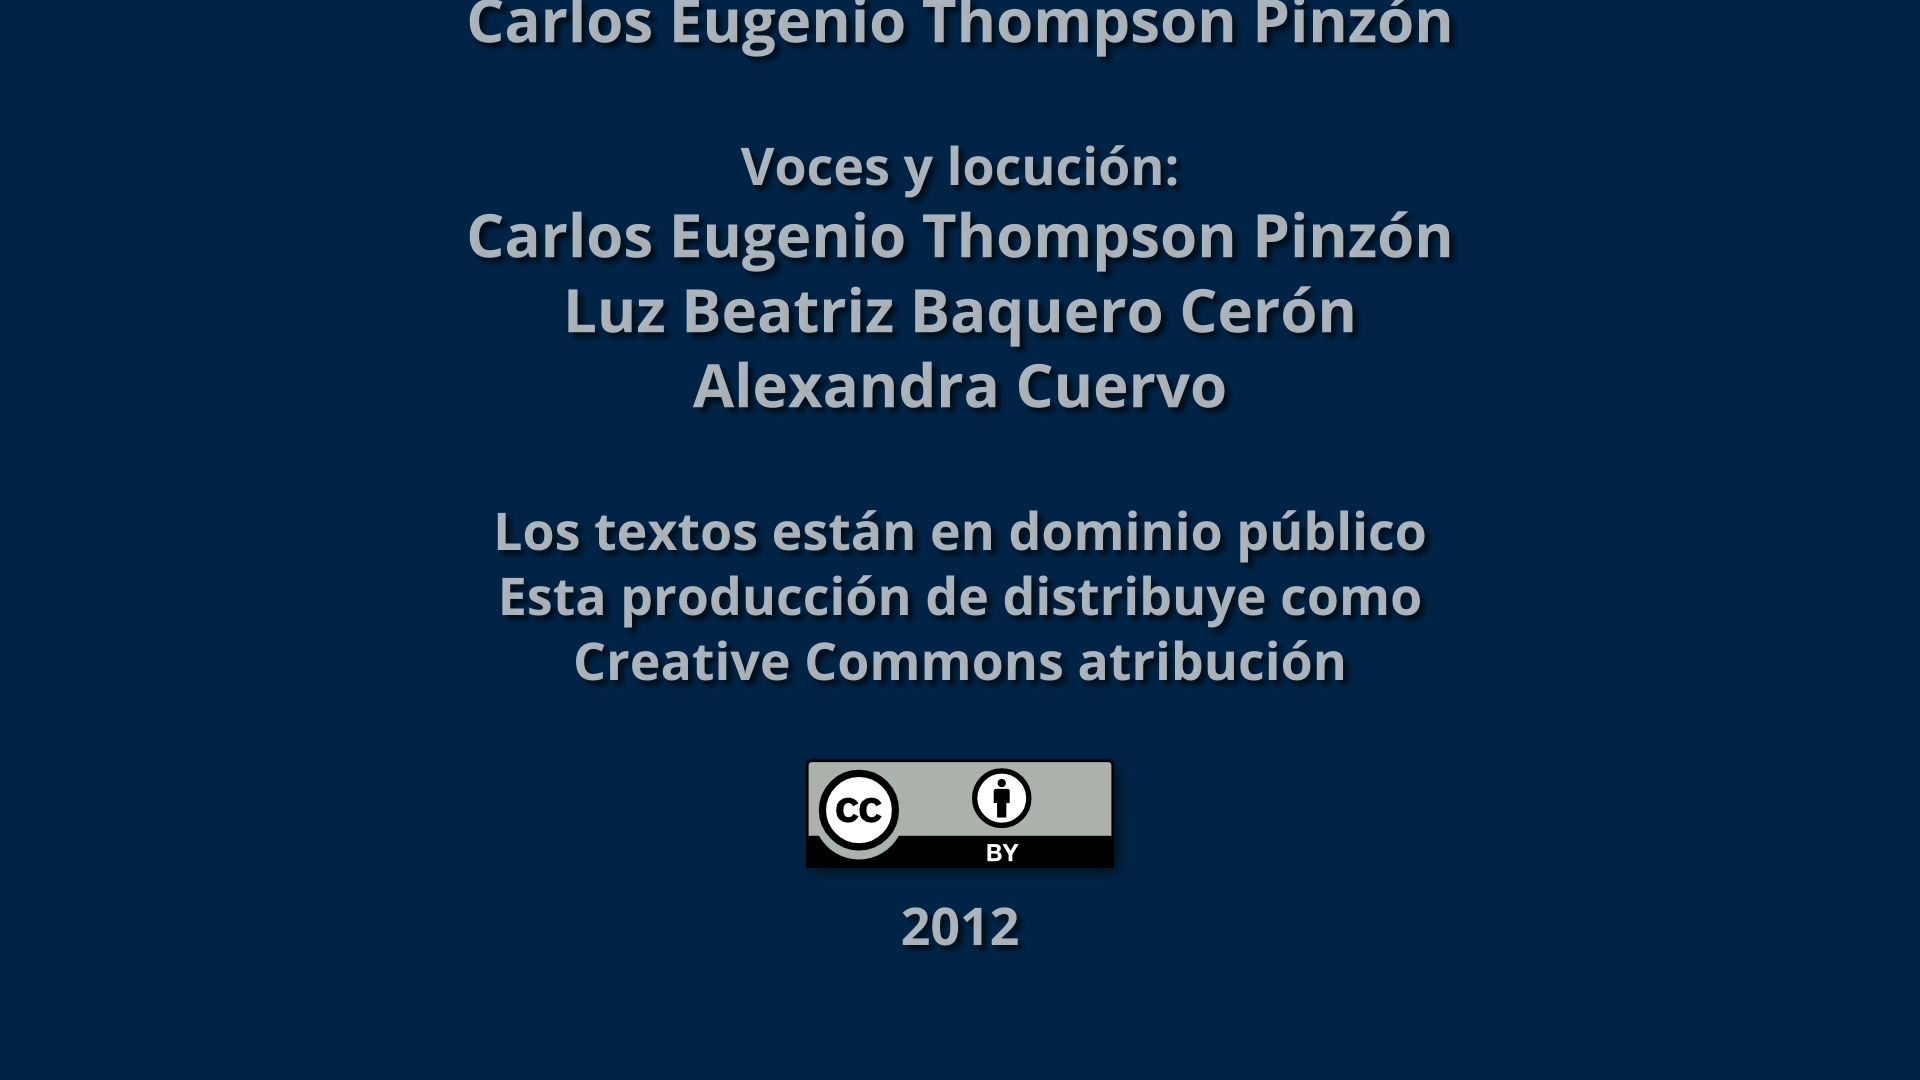 Carlos Eugenio Thompson Pinzón
Voces y locución:
Carlos Eugenio Thompson Pinzón
Luz Beatriz Baquero Cerón
Alexandra Cuervo
Los textos están en dominio público
Esta producción de distribuye como
Creative Commons atribución
CC
BY
2012